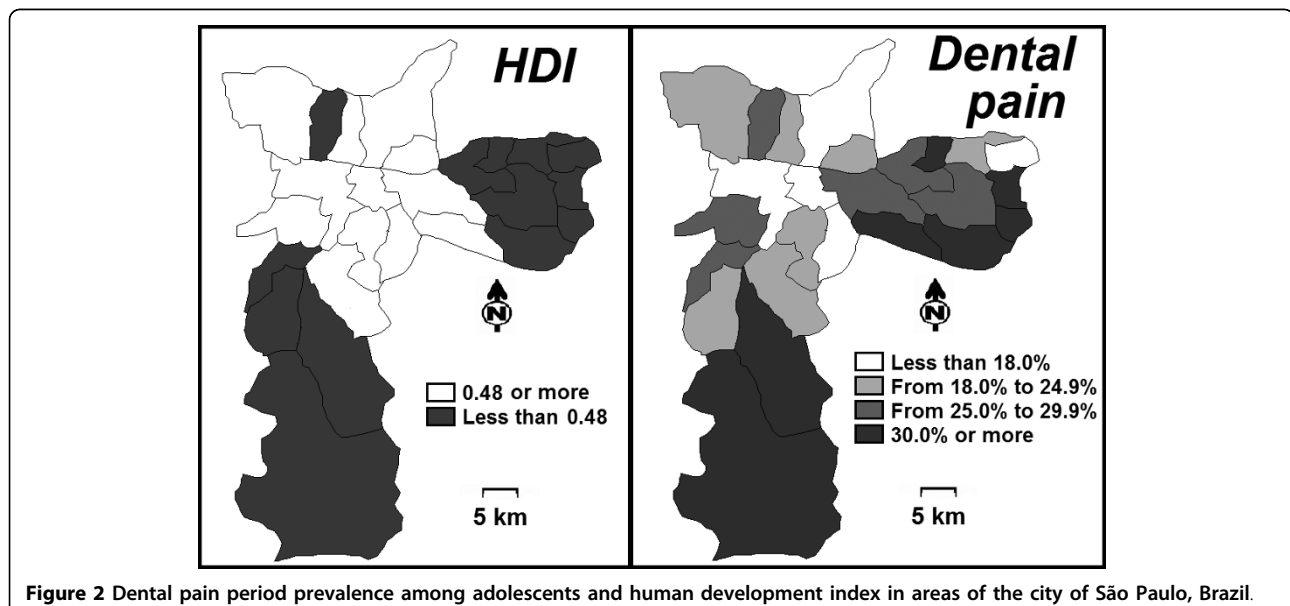 HDI
N
0.48 or more
Less than 0.48
5 km
Dental
pain
N
Less than 18.0%
From 18.0% to 24.9%
From 25.0% to 29.9%
30.0% or more
5 km
Figure 2 Dental pain period prevalence among adolescents and human development index in areas of the city of São Paulo, Brazil.